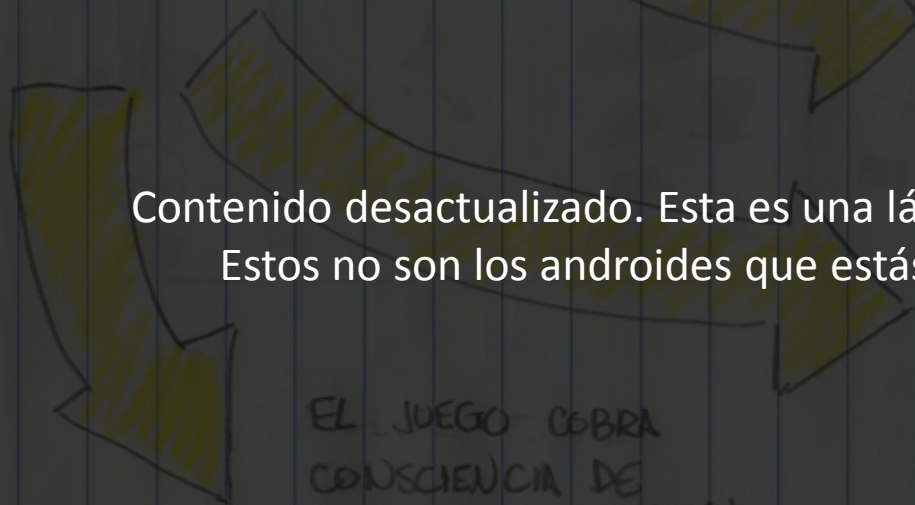 Contenido desactualizado. Esta es una lá
Estos no son los androides que estás
EL JUEGO COBRA
CONSCIENCIA DE